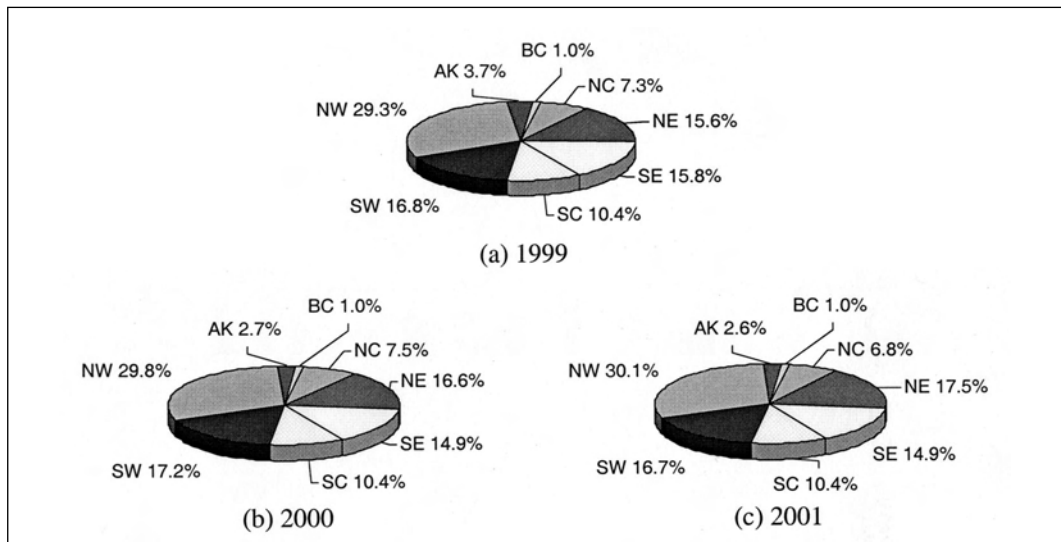 BC 1.0%
AK 3.7%
NC 7.3%
NW 29.3%
NE 15.6%
SE 15.8%
SW 16.8%
SC 10.4%
(a) 1999
BC 1.0%
AK 2.7%
NC 7.5%
NW 29.8%
NE 16.6%
SE 14.9%
SW 17.2%
SC 10.4%
(b) 2000
BC 1.0%
AK 2.6%
NC 6.8%
NW 30.1%
NE 17.5%
SE 14.9%
SW 16.7%
SC 10.4%
(c) 2001